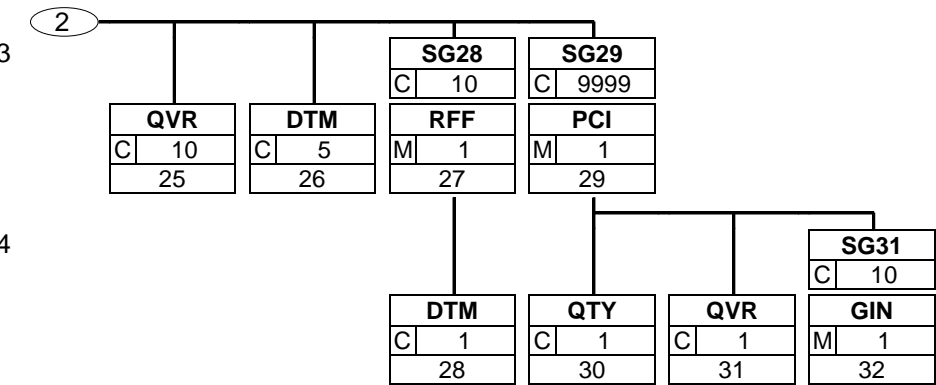 2
3
SG28 SG29
C 10 C 9999
QVR DTM RFF PCI
C 10 C 5 M 1 M 1
25 26 27 29
4
SG31
C 10
DTM QTY QVR GIN
C 1 C 1 C 1 M 1
28 30 31 32